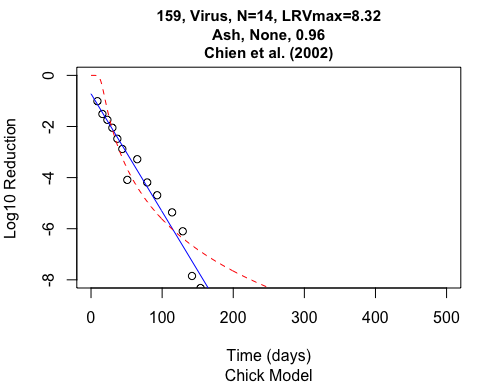 159, Virus, N=14, LRVmax=8.32
Ash, None, 0.96
Chien et al. (2002)
Log10 Reduction
0
-2
-4
-6
-8
0 100 200 300 400 500
Time (days)
Chick Model